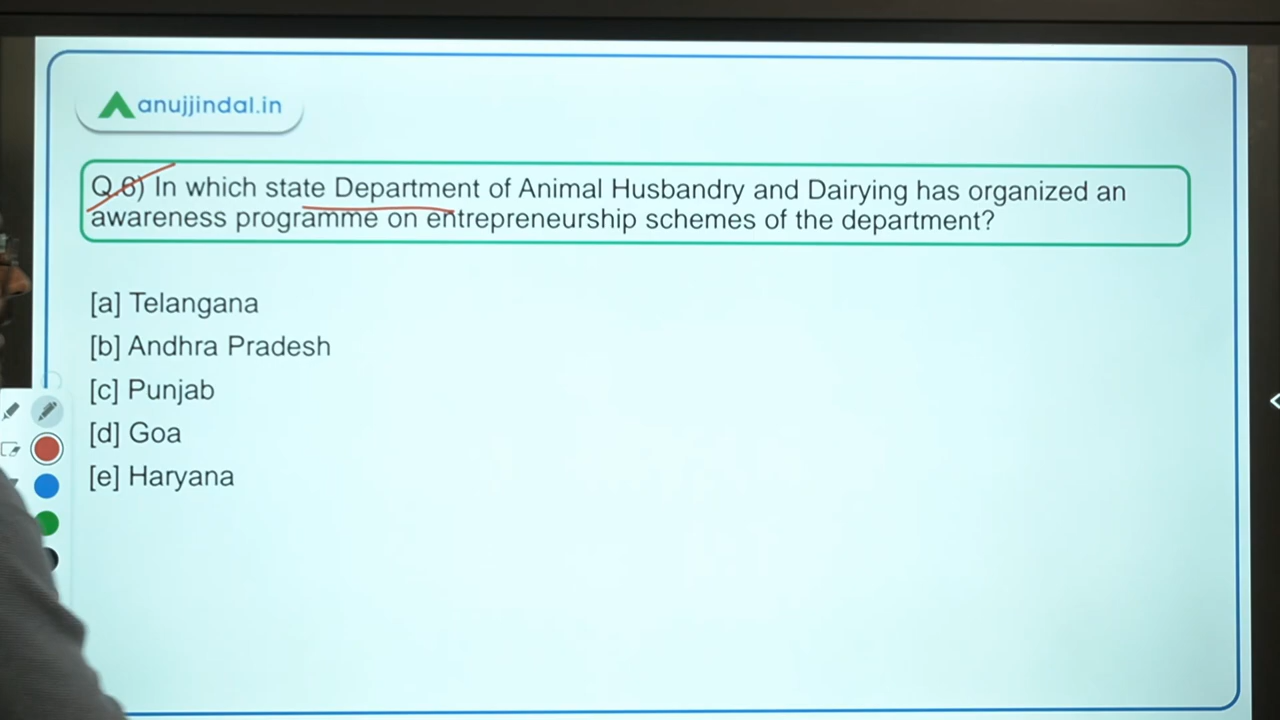 anujjindal.in
Q.6) In which state Department of Animal Husbandry and Dairying has organized an
awareness programme on entrepreneurship schemes of the department?
[a] Telangana
[b] Andhra Pradesh
[c] Punjab
[d] Goa
[e] Haryana